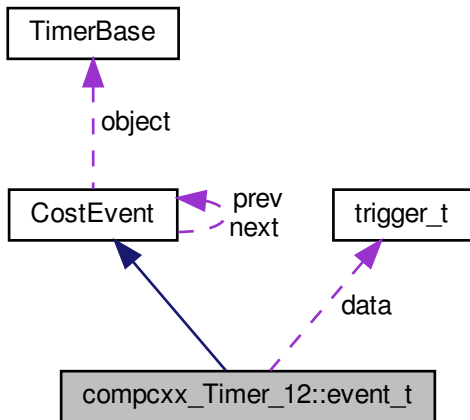 TimerBase
object
CostEvent
prev
next
trigger_t
data
compcxx_Timer_12::event_t